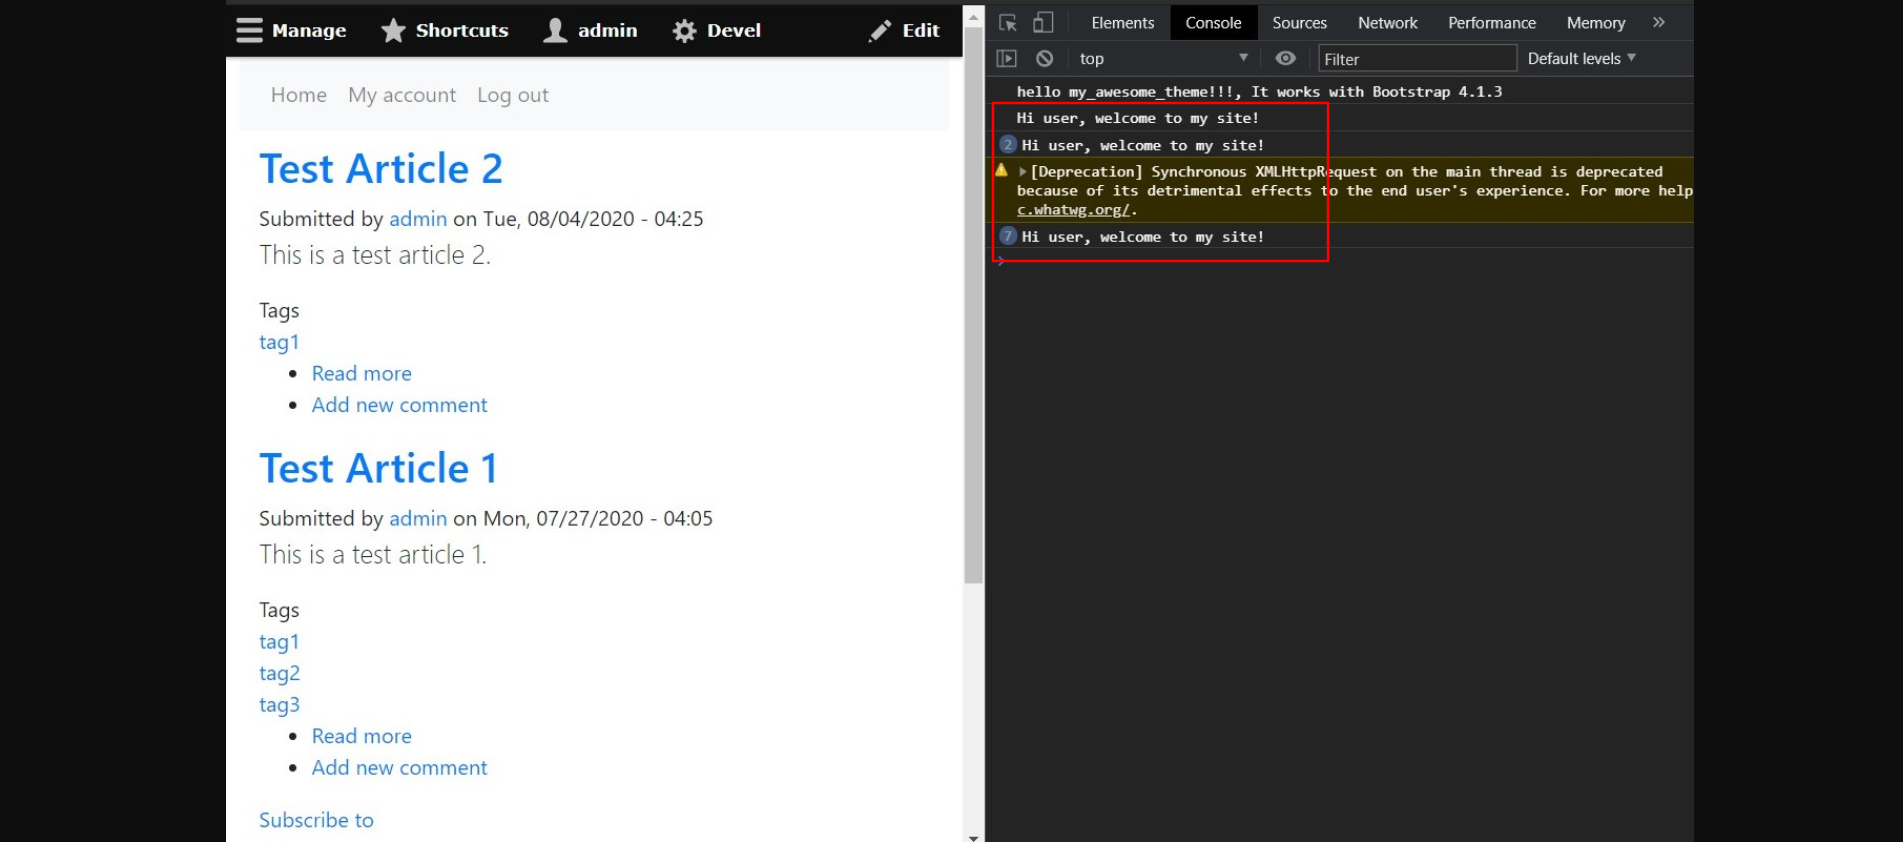 Manage Shortcuts admin Devel Edit
Home My account Log out
Test Article 2
Submitted by admin on Tue, 08/04/2020 - 04:25
This is a test article 2.
Tags
tag1
Read more
Add new comment
Test Article 1
Submitted by admin on Mon, 07/27/2020 - 04:05
This is a test article 1.
Tags
tag1
tag2
tag3
Read more
Add new comment
Subscribe to
Elements Console Sources Network Performance Memory »
top Filter Default levels
hello my_awesome_theme!!!, It works with Bootstrap 4.1.3
Hi user, welcome to my site!
2 Hi user, welcome to my site!
[Deprecation] Synchronous XMLHttpRequest on the main thread is deprecated
because of its detrimental effects to the end user's experience. For more help
c.whatwg.org/.
7 Hi user, welcome to my site!